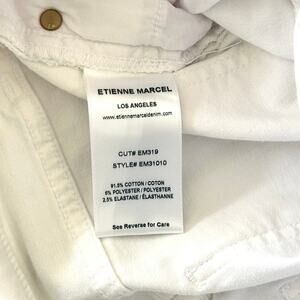 ETIENNE MARCEL
LOS ANGELES
www.etiennemarceldenim.com
CUT# EM319
STYLE# EM31010
91.5% COTTON / COTON
6% POLYESTER / POLYESTER
2.5% ELASTANE / ÉLASTHANNE
See Reverse for Care